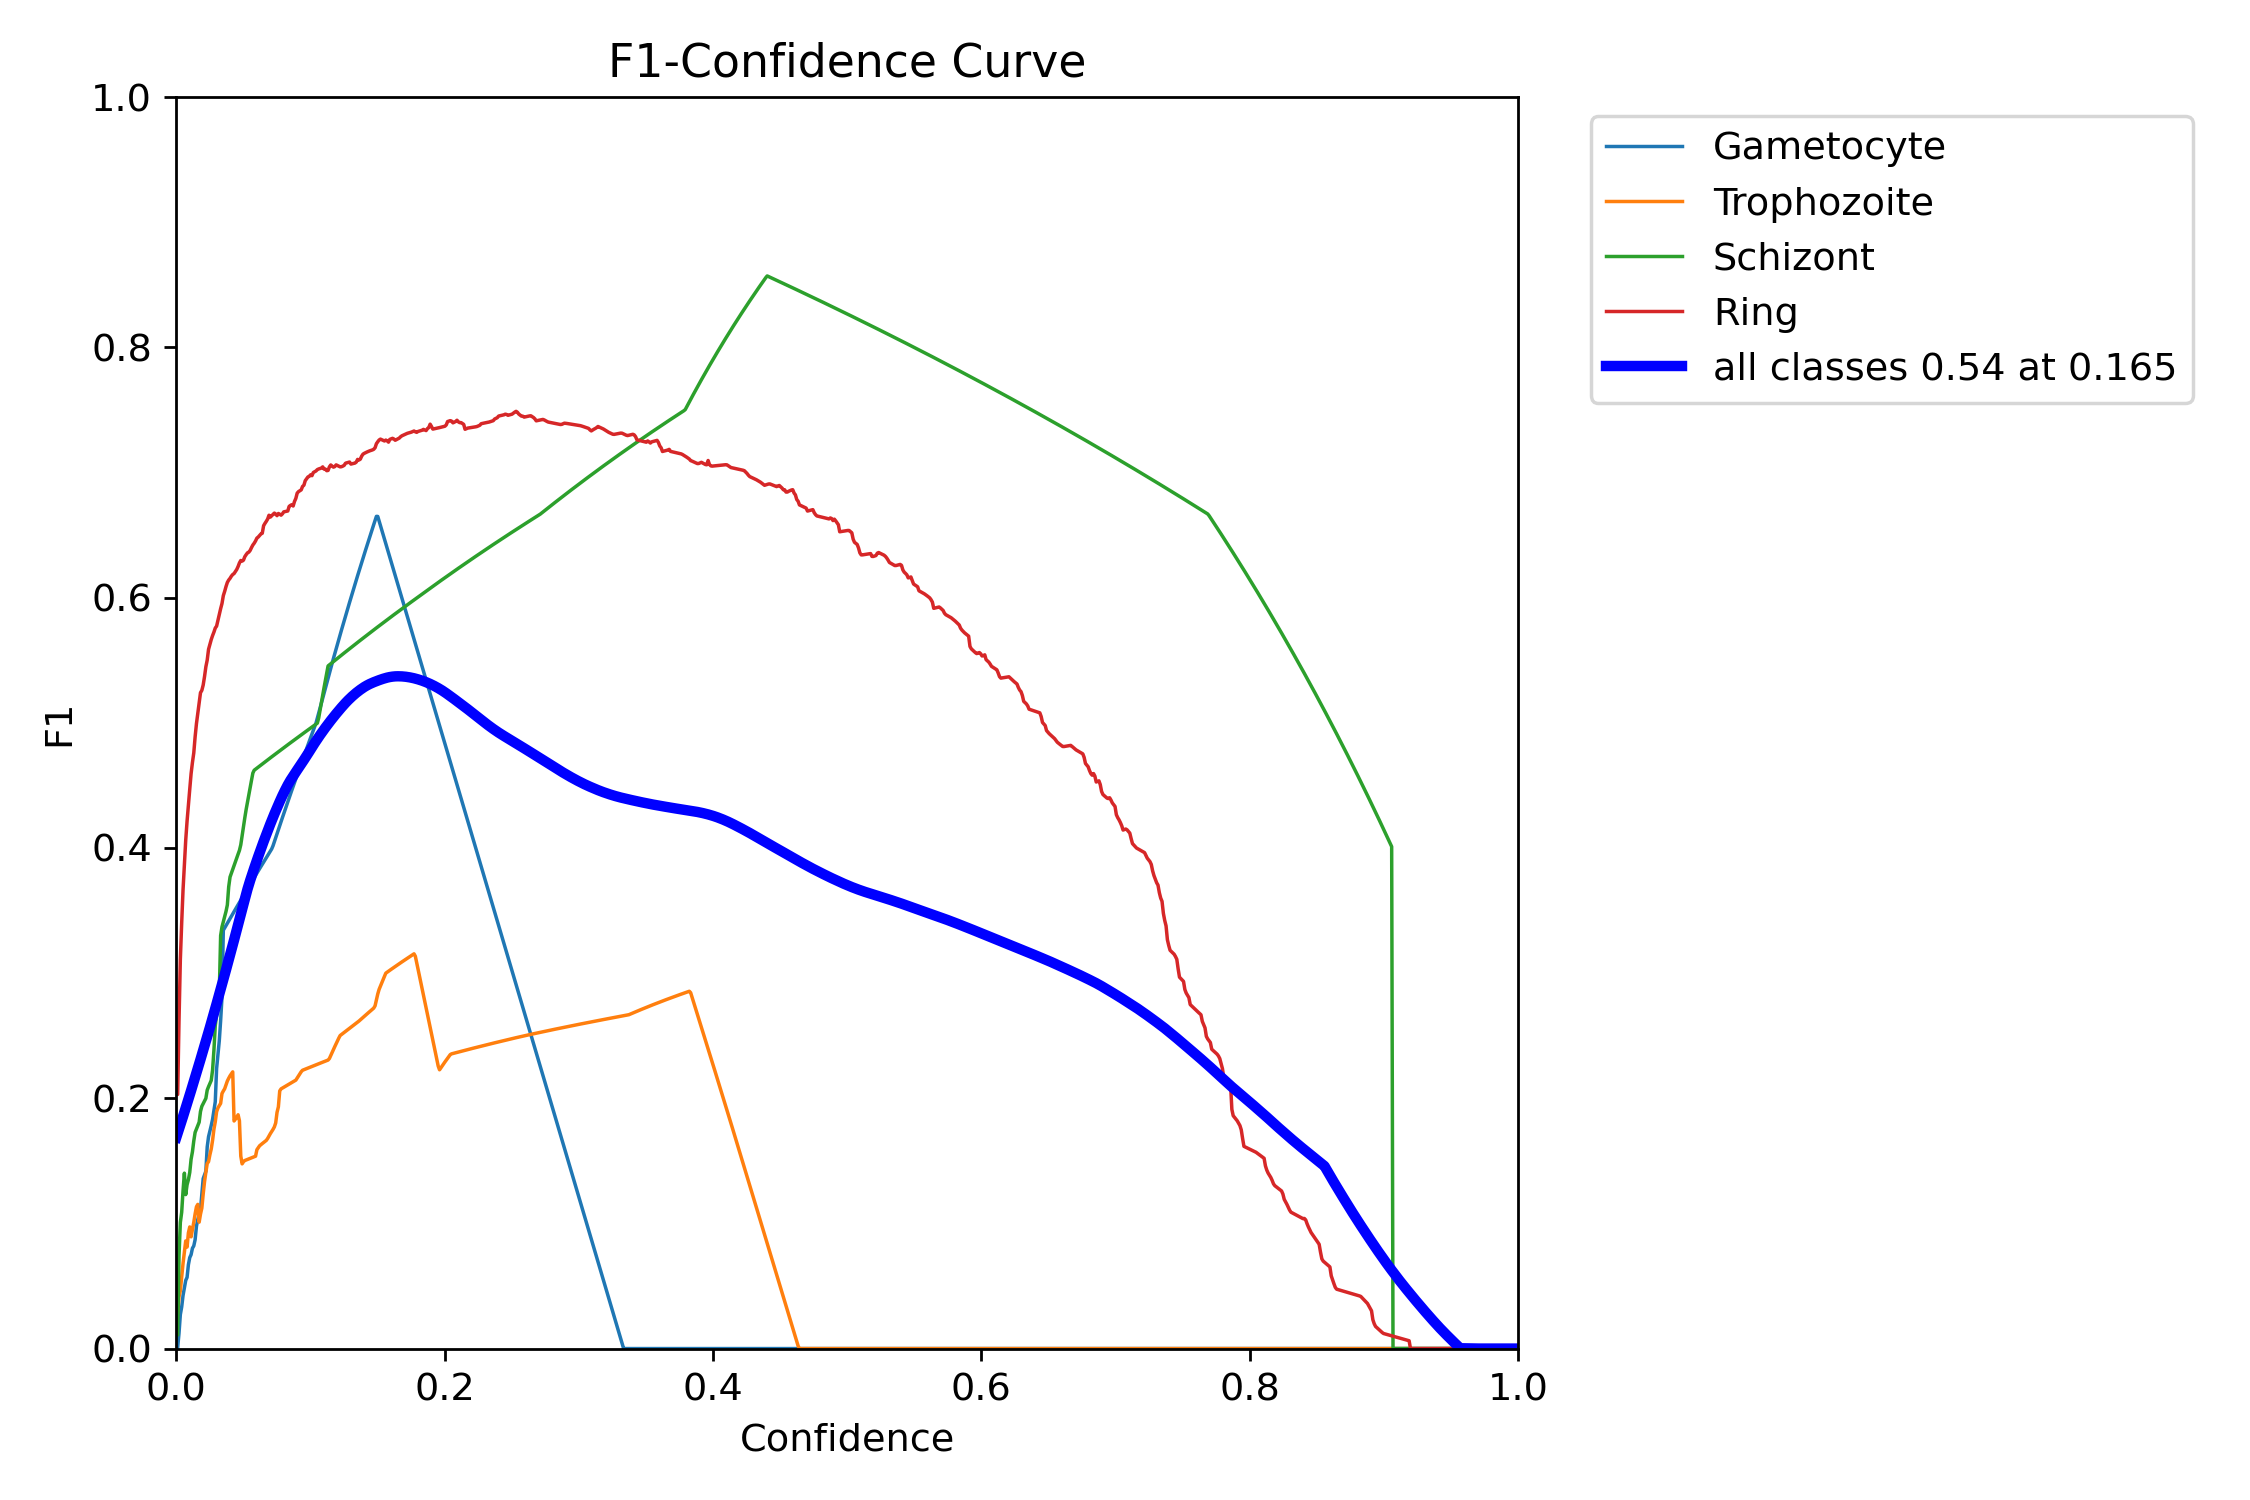 F1-Confidence Curve
1.0
0.8
0.6
0.4
0.2
0.0
F1
0.0 0.2 0.4 0.6 0.8 1.0
Confidence
Gametocyte
Trophozoite
Schizont
Ring
all classes 0.54 at 0.165